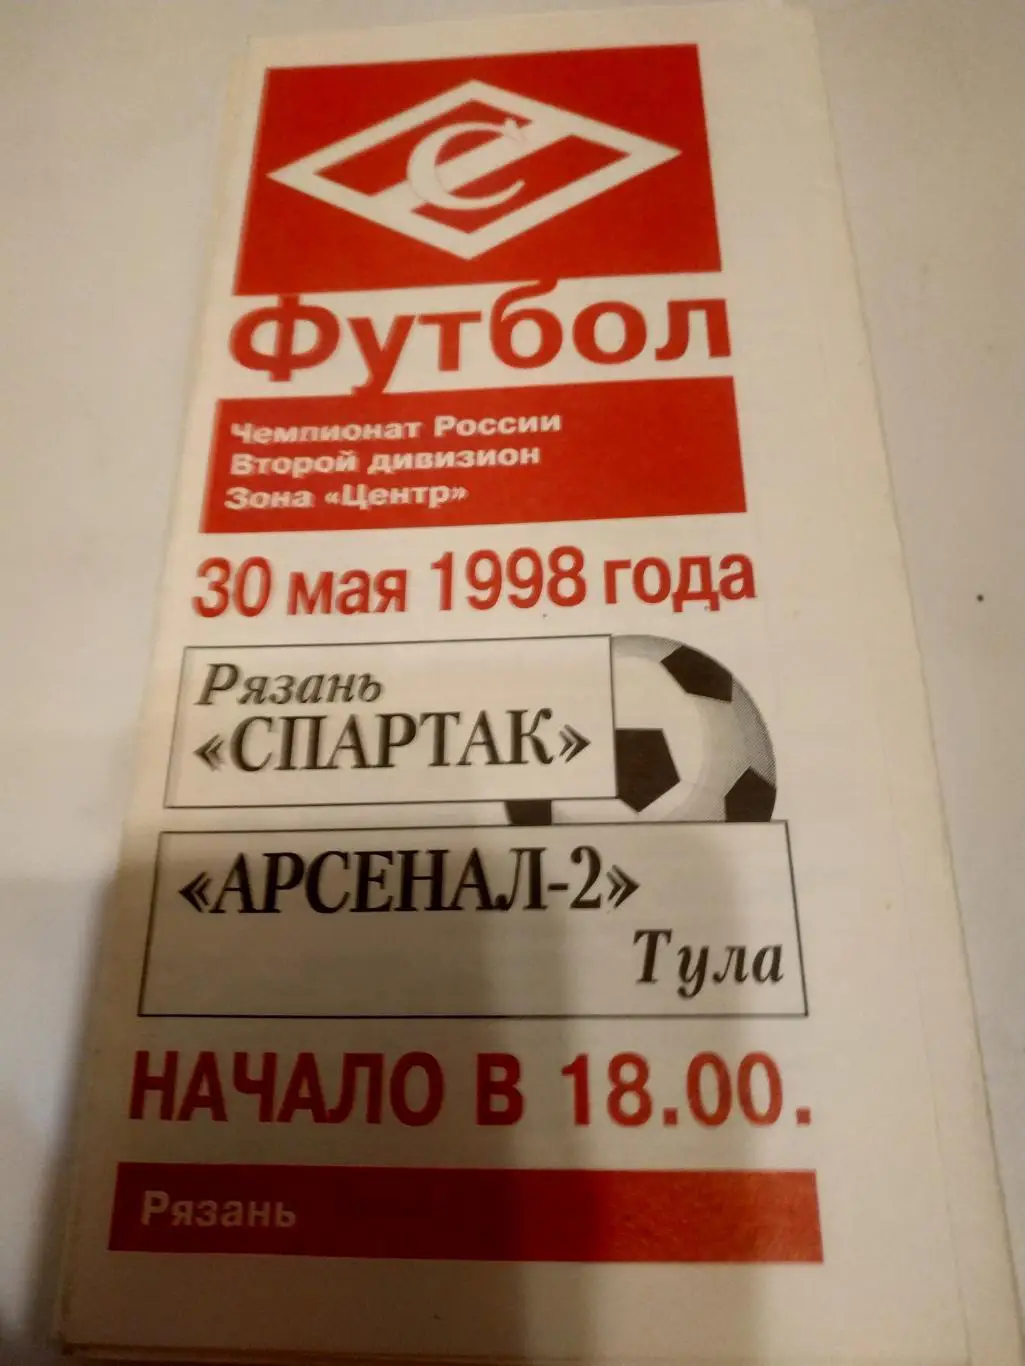 Футбол
Чемпионат России
Второй дивизион
Зона «Центр»
30 мая 1998 года
Рязань
«СПАРТАК»
«АРСЕНАЛ-2»
Тула
НАЧАЛО В 18.00.
Рязань